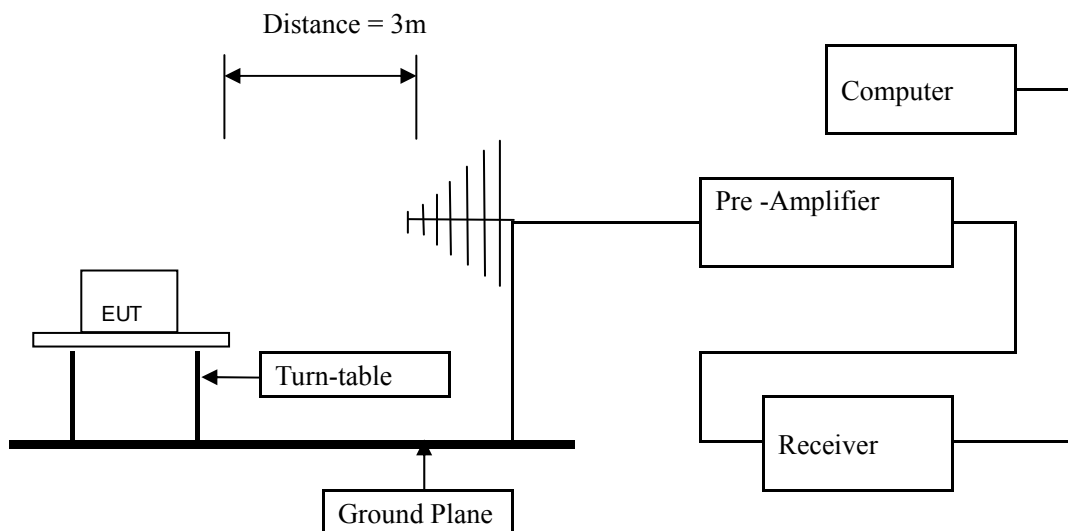 Distance = 3m
Computer
Pre -Amplifier
EUT
Turn-table
Receiver
Ground Plane